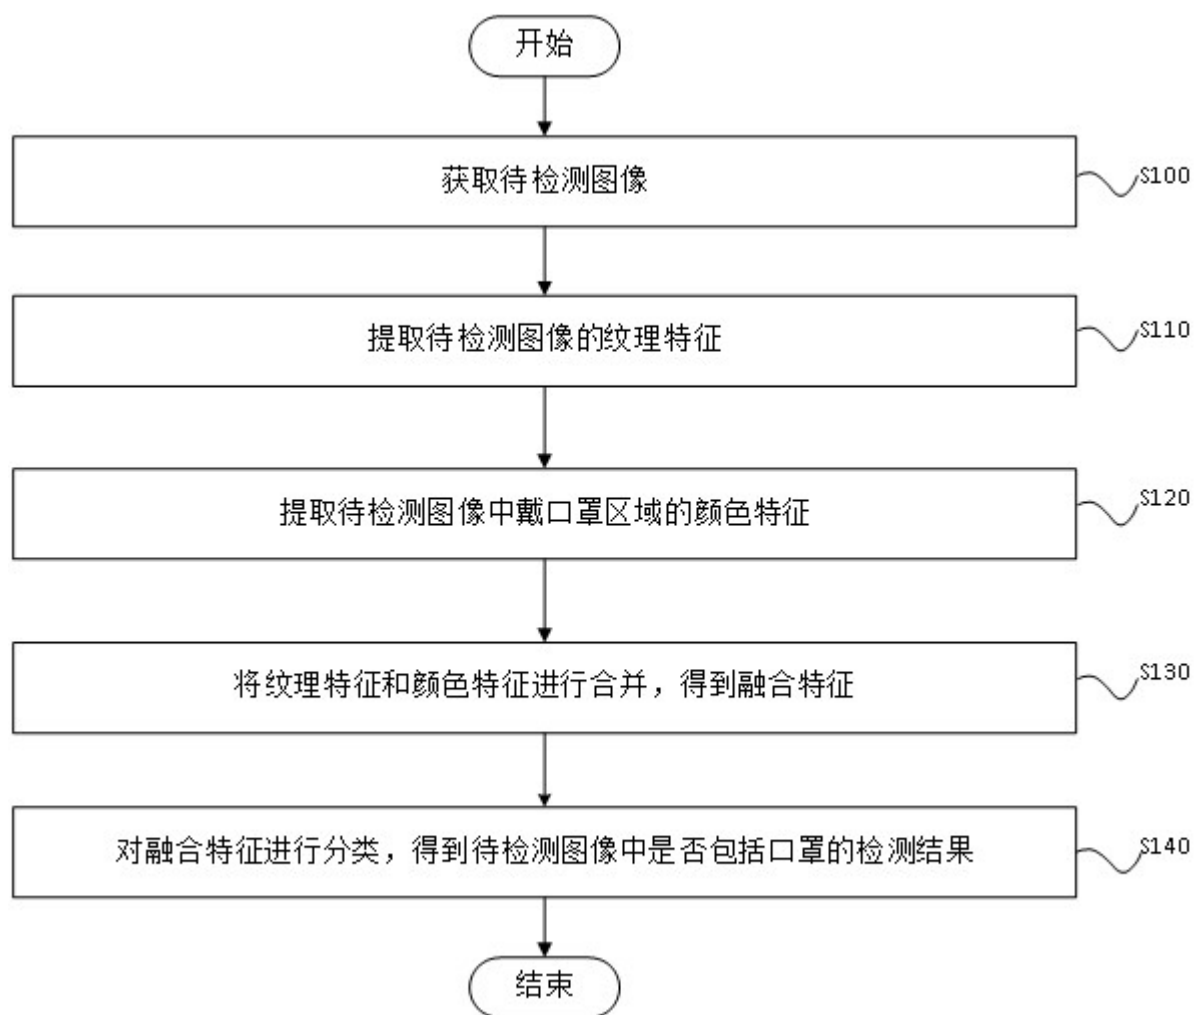 开始
获取待检测图像
S100
提取待检测图像的纹理特征
S110
提取待检测图像中戴口罩区域的颜色特征
S120
将纹理特征和颜色特征进行合并，得到融合特征
S130
对融合特征进行分类，得到待检测图像中是否包括口罩的检测结果
S140
结束